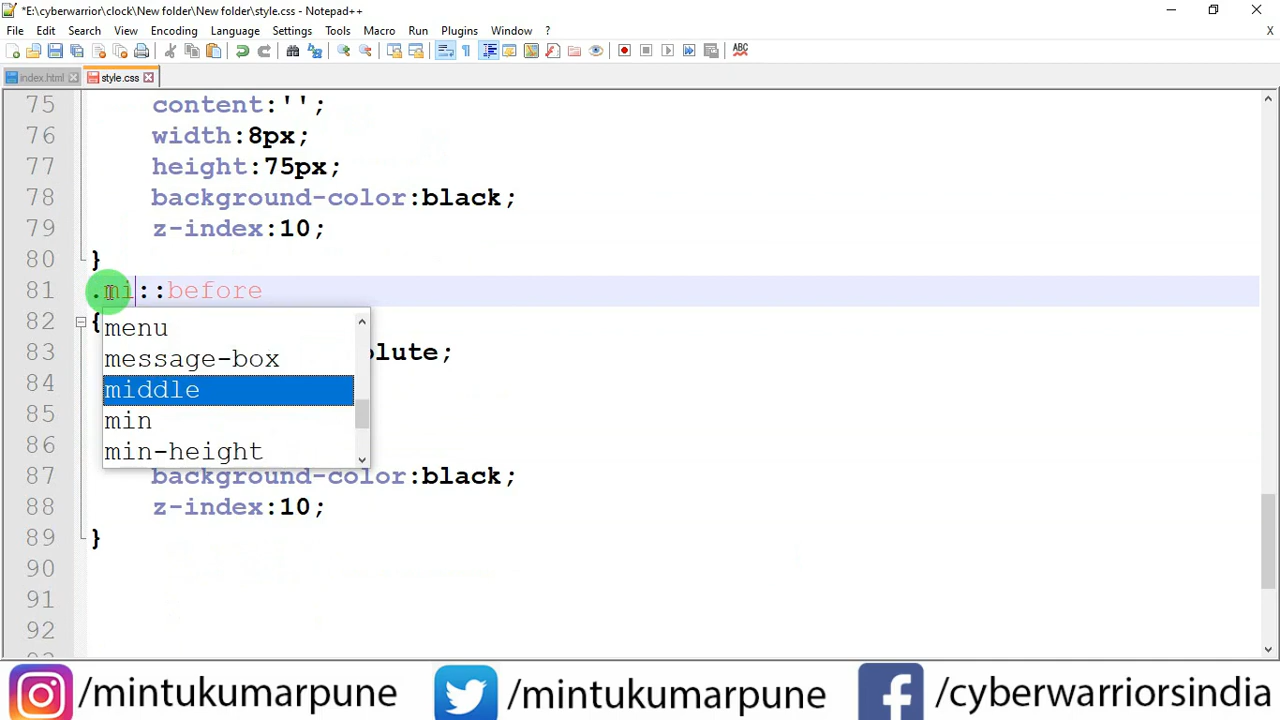 *E:\cyberwarrior\clock\New folder\New folder\style.css - Notepad++
File Edit Search View Encoding Language Settings Tools Macro Run Plugins Window ? X
ABC
index.html style.css
75 content:'';
76 width:8px;
77 height:75px;
78 background-color:black;
79 z-index:10;
80 }
81 .mi::before
82 {
menu
83 olute;
message-box
84
middle
85
min
86
min-height
87 background-color:black;
88 z-index:10;
89 }
90
91
92
/mintukumarpune /mintukumarpune /cyberwarriorsindia